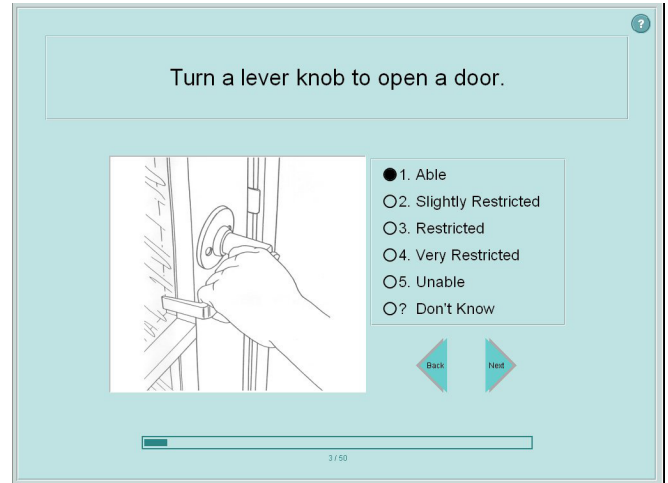 ?
Turn a lever knob to open a door.
1. Able
2. Slightly Restricted
3. Restricted
4. Very Restricted
5. Unable
? Don't Know
Back Next
3 / 50